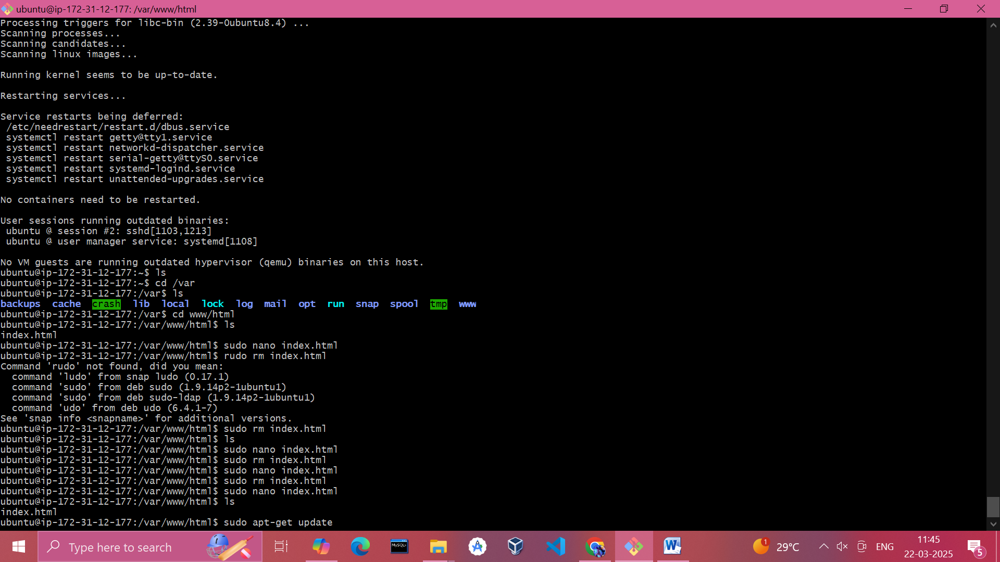 ubuntu@ip-172-31-12-177: /var/www/html
Processing triggers for libc-bin (2.39-0ubuntu8.4) ...
Scanning processes...
Scanning candidates...
Scanning linux images...
Running kernel seems to be up-to-date.
Restarting services...
Service restarts being deferred:
 /etc/needrestart/restart.d/dbus.service
 systemctl restart getty@tty1.service
 systemctl restart networkd-dispatcher.service
 systemctl restart serial-getty@ttyS0.service
 systemctl restart systemd-logind.service
 systemctl restart unattended-upgrades.service
No containers need to be restarted.
User sessions running outdated binaries:
 ubuntu @ session #2: sshd[1103,1213]
 ubuntu @ user manager service: systemd[1108]
No VM guests are running outdated hypervisor (qemu) binaries on this host.
ubuntu@ip-172-31-12-177:~$ ls
ubuntu@ip-172-31-12-177:~$ cd /var
ubuntu@ip-172-31-12-177:/var$ ls
backups  cache  crash  lib  local  lock  log  mail  opt  run  snap  spool  tmp  www
ubuntu@ip-172-31-12-177:/var$ cd www/html
ubuntu@ip-172-31-12-177:/var/www/html$ ls
index.html
ubuntu@ip-172-31-12-177:/var/www/html$ sudo nano index.html
ubuntu@ip-172-31-12-177:/var/www/html$ rudo rm index.html
Command 'rudo' not found, did you mean:
  command 'ludo' from snap ludo (0.17.1)
  command 'sudo' from deb sudo (1.9.14p2-1ubuntu1)
  command 'sudo' from deb sudo-ldap (1.9.14p2-1ubuntu1)
  command 'udo' from deb udo (6.4.1-7)
See 'snap info <snapname>' for additional versions.
ubuntu@ip-172-31-12-177:/var/www/html$ sudo rm index.html
ubuntu@ip-172-31-12-177:/var/www/html$ ls
ubuntu@ip-172-31-12-177:/var/www/html$ sudo nano index.html
ubuntu@ip-172-31-12-177:/var/www/html$ sudo rm index.html
ubuntu@ip-172-31-12-177:/var/www/html$ sudo nano index.html
ubuntu@ip-172-31-12-177:/var/www/html$ sudo rm index.html
ubuntu@ip-172-31-12-177:/var/www/html$ sudo nano index.html
ubuntu@ip-172-31-12-177:/var/www/html$ ls
index.html
ubuntu@ip-172-31-12-177:/var/www/html$ sudo apt-get update
Type here to search
MySQL>
W
1
29°C
ENG
11:45
22-03-2025
5